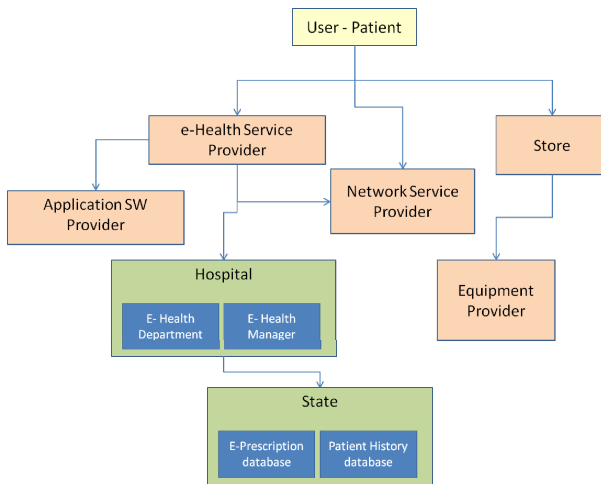 User - Patient
e-Health Service
Provider
Store
Application SW
Provider
Network Service
Provider
Hospital
E- Health
Department
E- Health
Manager
Equipment
Provider
State
E-Prescription
database
Patient History
database